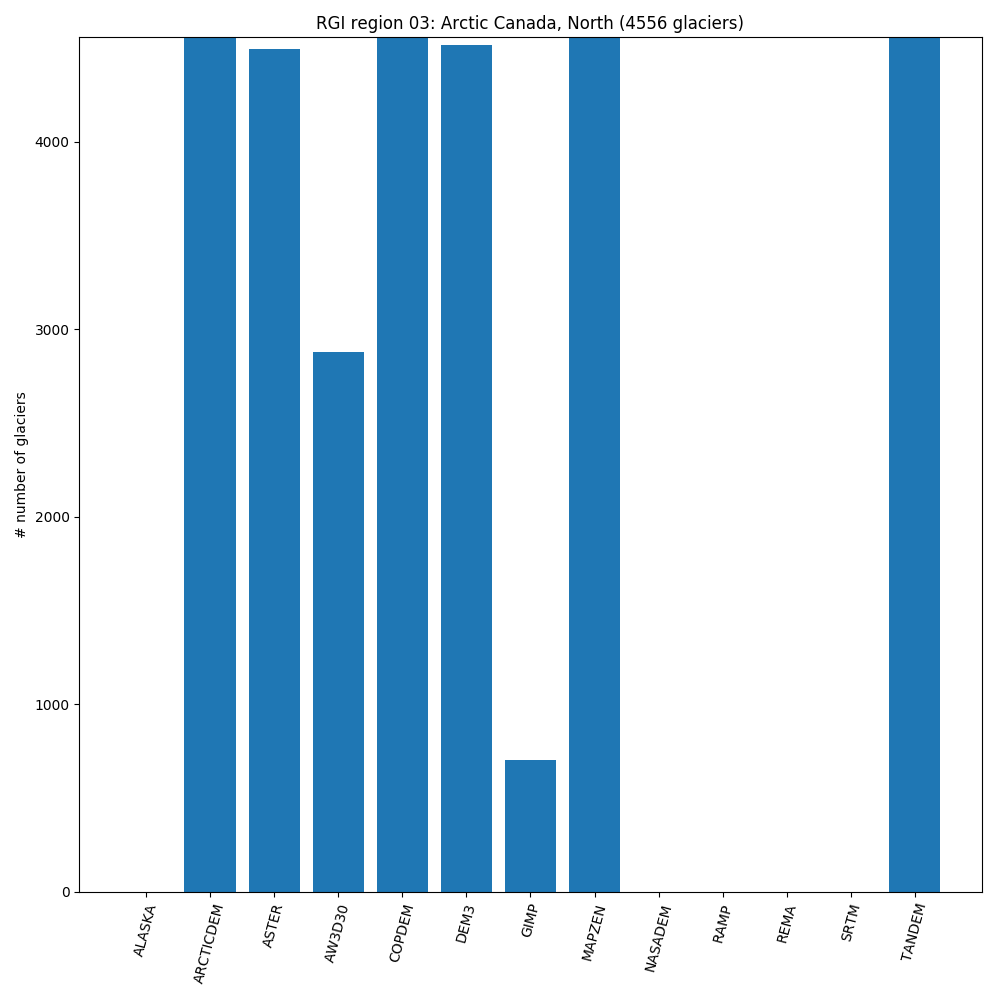 RGI region 03: Arctic Canada, North (4556 glaciers)
# number of glaciers
4000
3000
2000
1000
0
ALASKA
ARCTICDEM
ASTER
AW3D30
COPDEM
DEM3
GIMP
MAPZEN
NASADEM
RAMP
REMA
SRTM
TANDEM